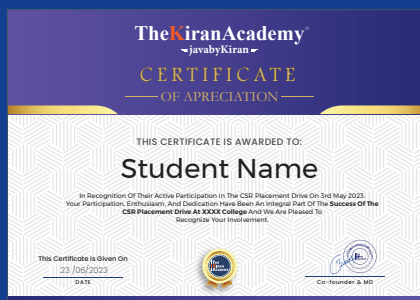 TheKiranAcademy®
javabyKiran
CERTIFICATE
OF APRECIATION
THIS CERTIFICATE IS AWARDED TO:
Student Name
In Recognition Of Their Active Participation In The CSR Placement Drive On 3rd May 2023.
Your Participation, Enthusiasm, And Dedication Have Been An Integral Part Of The Success Of The
CSR Placement Drive At XXXX College And We Are Pleased To
Recognize Your Involvement.
This Certificate Is Given On
23 /06/2023
DATE
Co-founder & MD